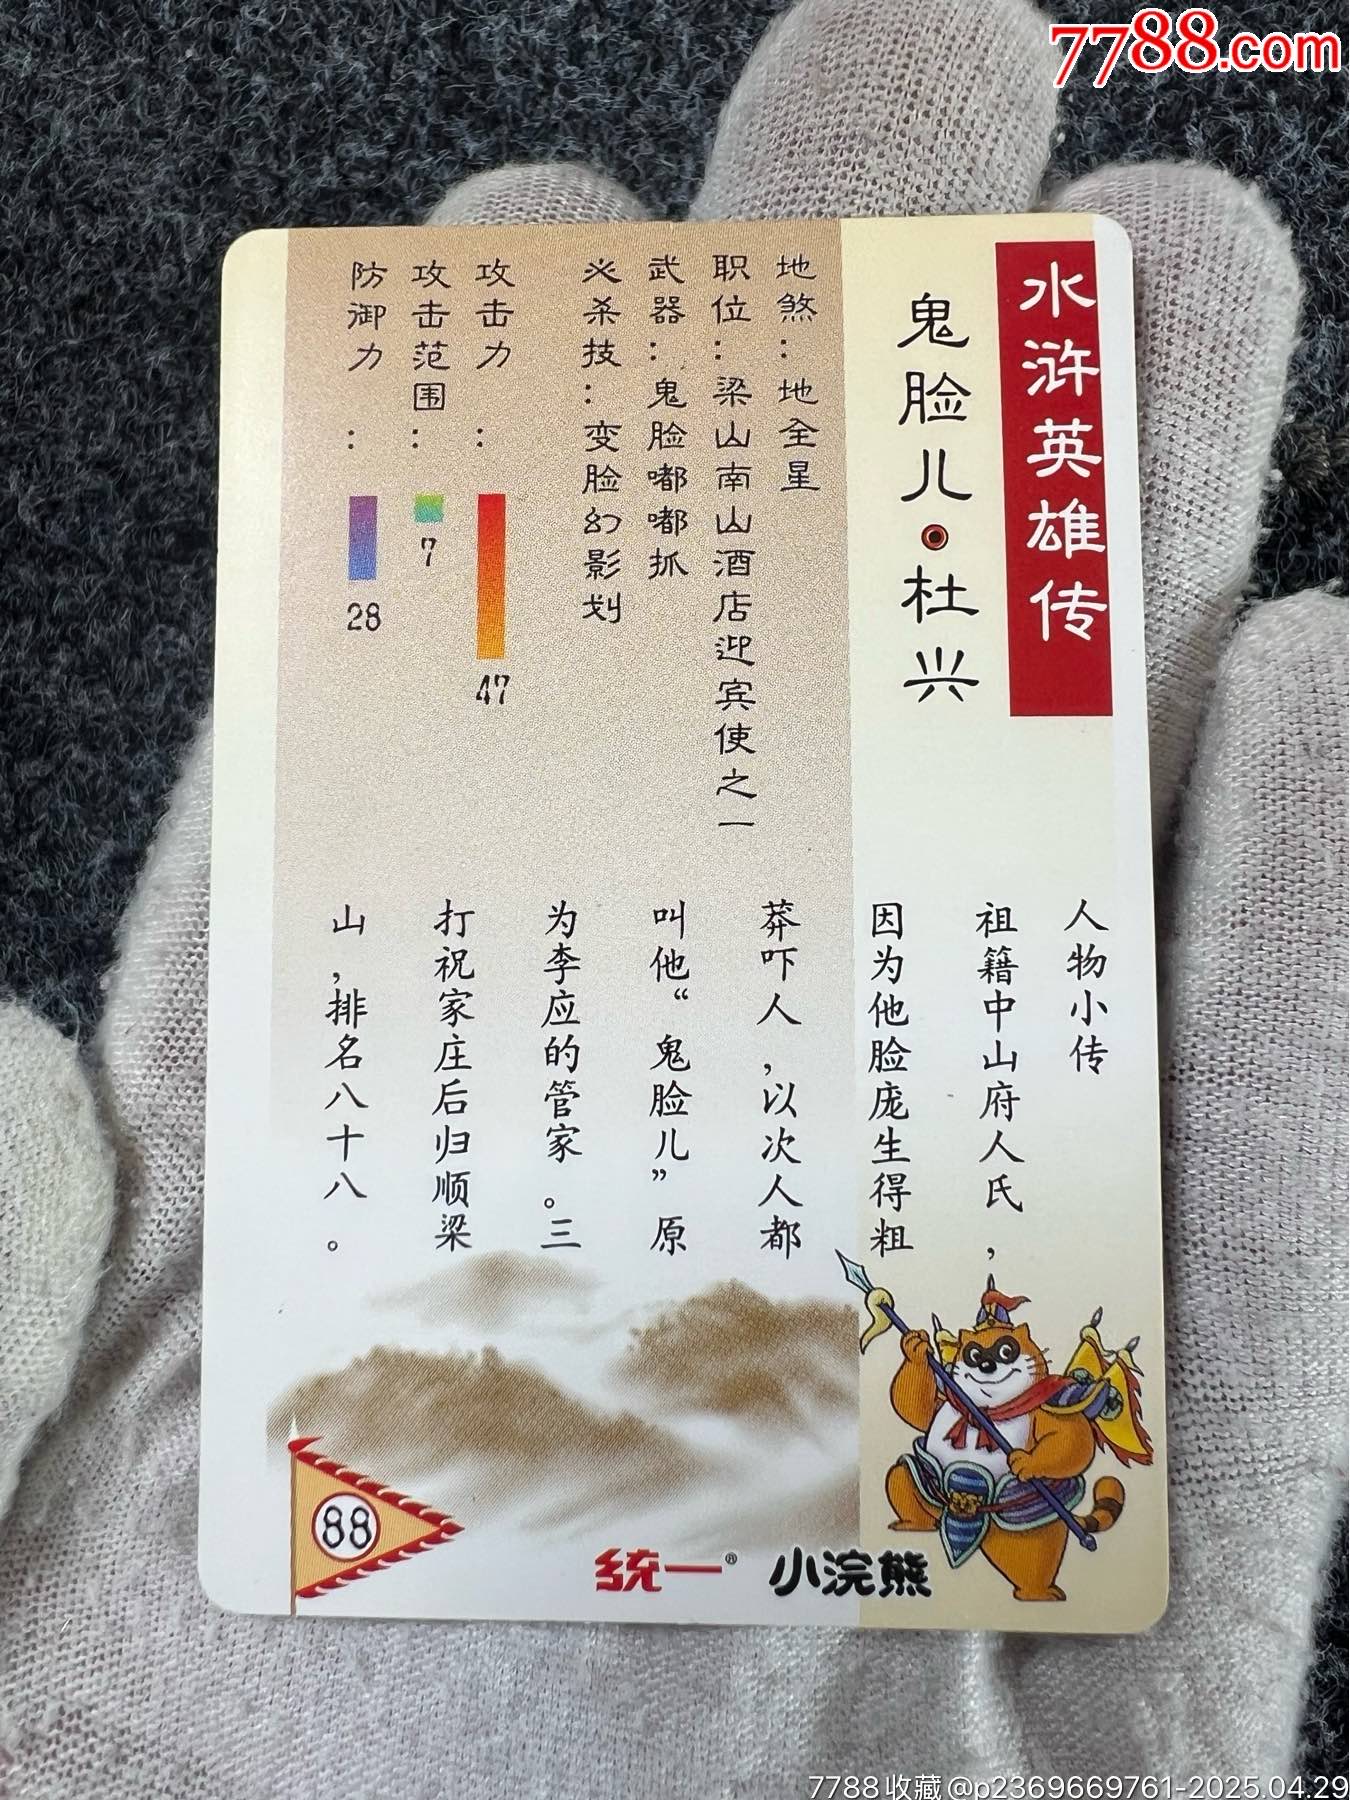 7788.com
水浒英雄传
鬼脸儿·杜兴
地煞：地全星
职位：梁山南山酒店迎宾使之一
武器：鬼脸嘟嘟抓
必杀技：变脸幻影划
攻击力：47
攻击范围：7
防御力：28
人物小传
祖籍中山府人氏，
因为他脸庞生得粗
莽吓人，以次人都
叫他“鬼脸儿”原
为李应的管家。三
打祝家庄后归顺梁
山，排名八十八。
88
统一® 小浣熊
7788收藏@p2369669761-2025.04.29